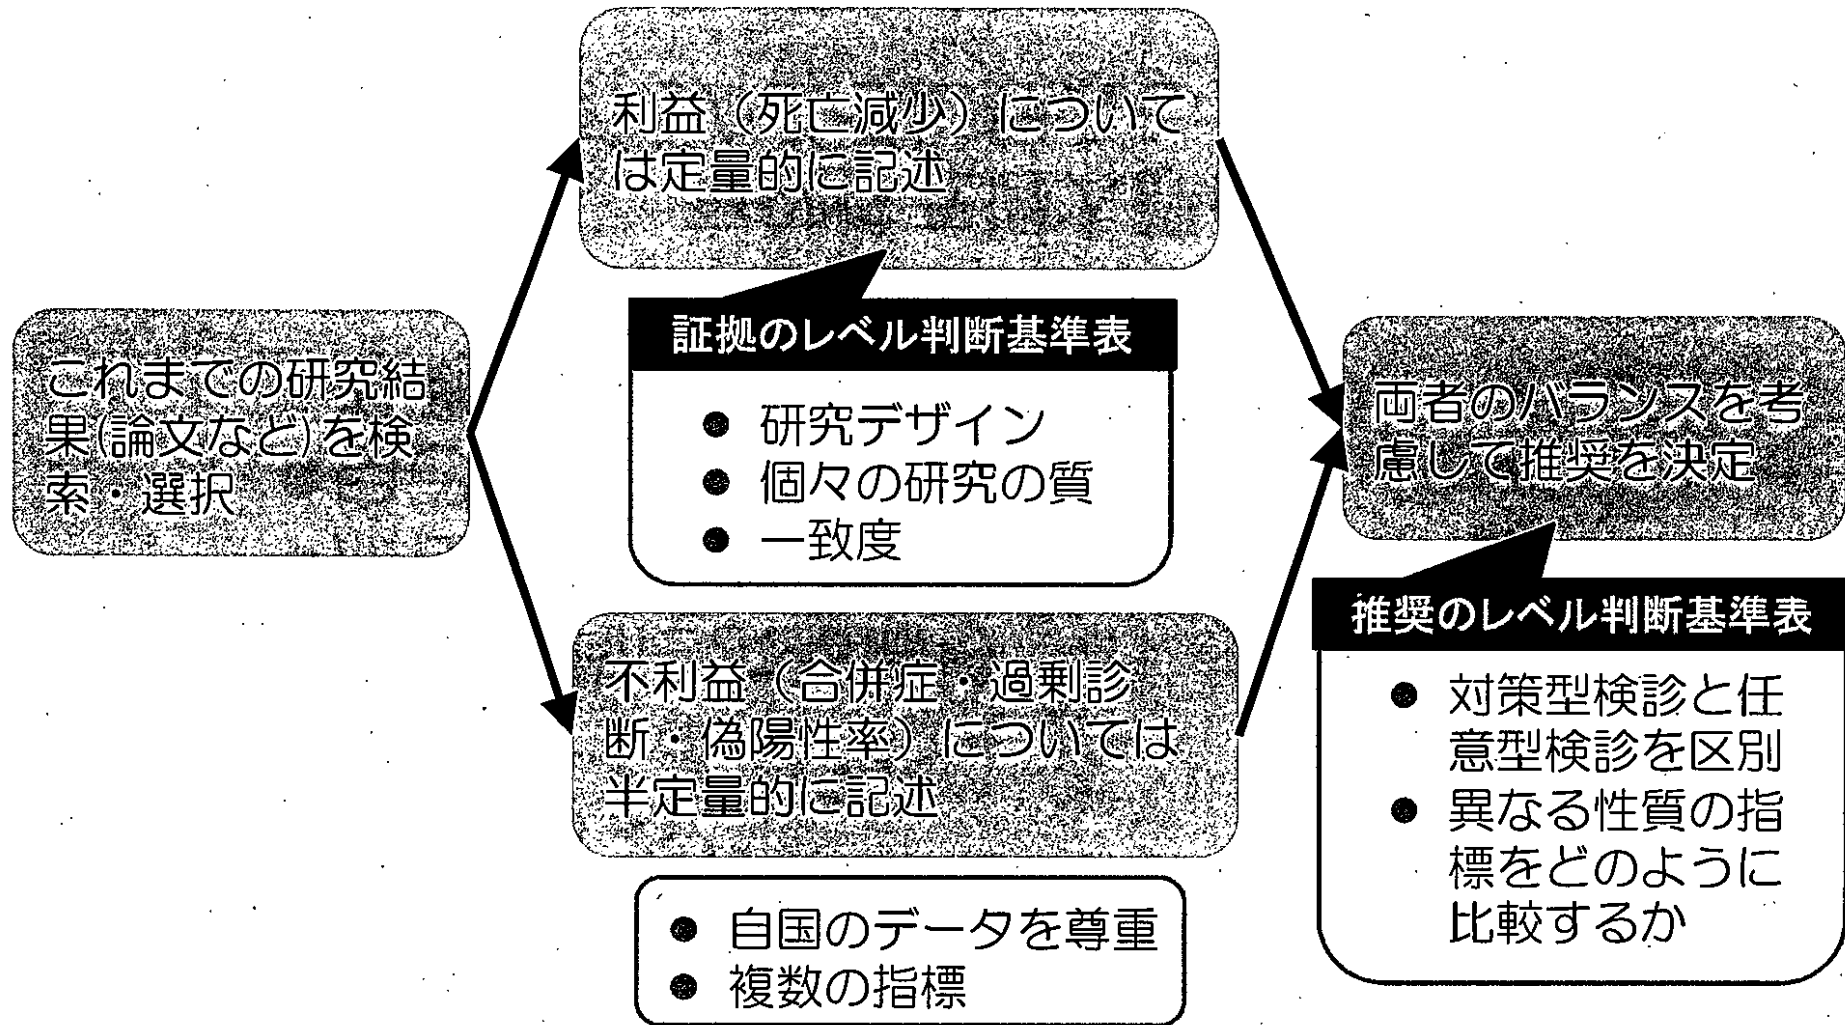 利益（死亡減少）について
は定量的に記述
証拠のレベル判断基準表
● 研究デザイン
● 個々の研究の質
● 一致度
これまでの研究結
果(論文など)を検
索・選択
不利益（合併症・過剰診
断・偽陽性率）については
半定量的に記述
● 自国のデータを尊重
● 複数の指標
両者のバランスを考
慮して推奨を決定
推奨のレベル判断基準表
● 対策型検診と任
意型検診を区別
● 異なる性質の指
標をどのように
比較するか